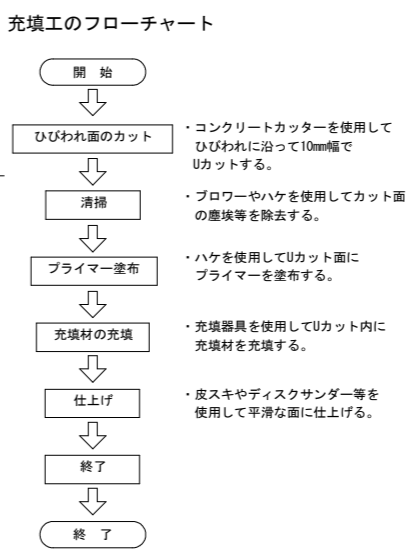 充填工のフローチャート
開　始
ひびわれ面のカット
・コンクリートカッターを使用して
ひびわれに沿って10mm幅で
Uカットする。
清掃
・ブロワーやハケを使用してカット面
の塵埃等を除去する。
プライマー塗布
・ハケを使用してUカット面に
プライマーを塗布する。
充填材の充填
・充填器具を使用してUカット内に
充填材を充填する。
仕上げ
・皮スキやディスクサンダー等を
使用して平滑な面に仕上げる。
終了
終　了